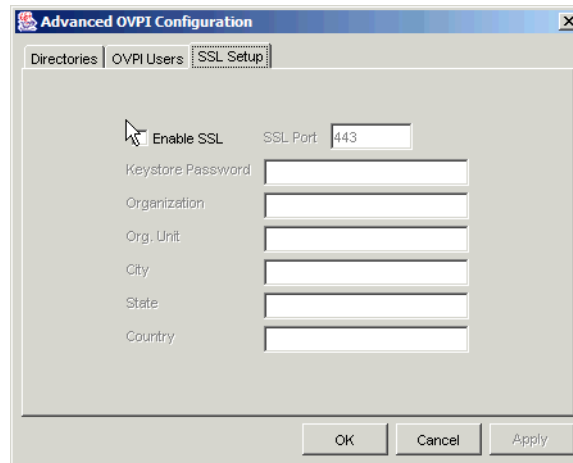 Advanced OVPI Configuration
Directories OVPI Users SSL Setup
Enable SSL SSL Port 443
Keystore Password
Organization
Org. Unit
City
State
Country
OK Cancel Apply